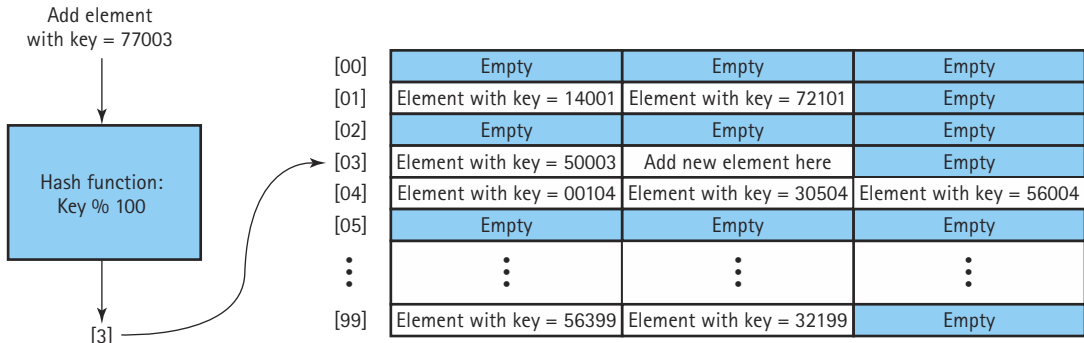 Add element
with key = 77003
Hash function:
Key % 100
[3]
[00] Empty Empty Empty
[01] Element with key = 14001 Element with key = 72101 Empty
[02] Empty Empty Empty
[03] Element with key = 50003 Add new element here Empty
[04] Element with key = 00104 Element with key = 30504 Element with key = 56004
[05] Empty Empty Empty
[99] Element with key = 56399 Element with key = 32199 Empty